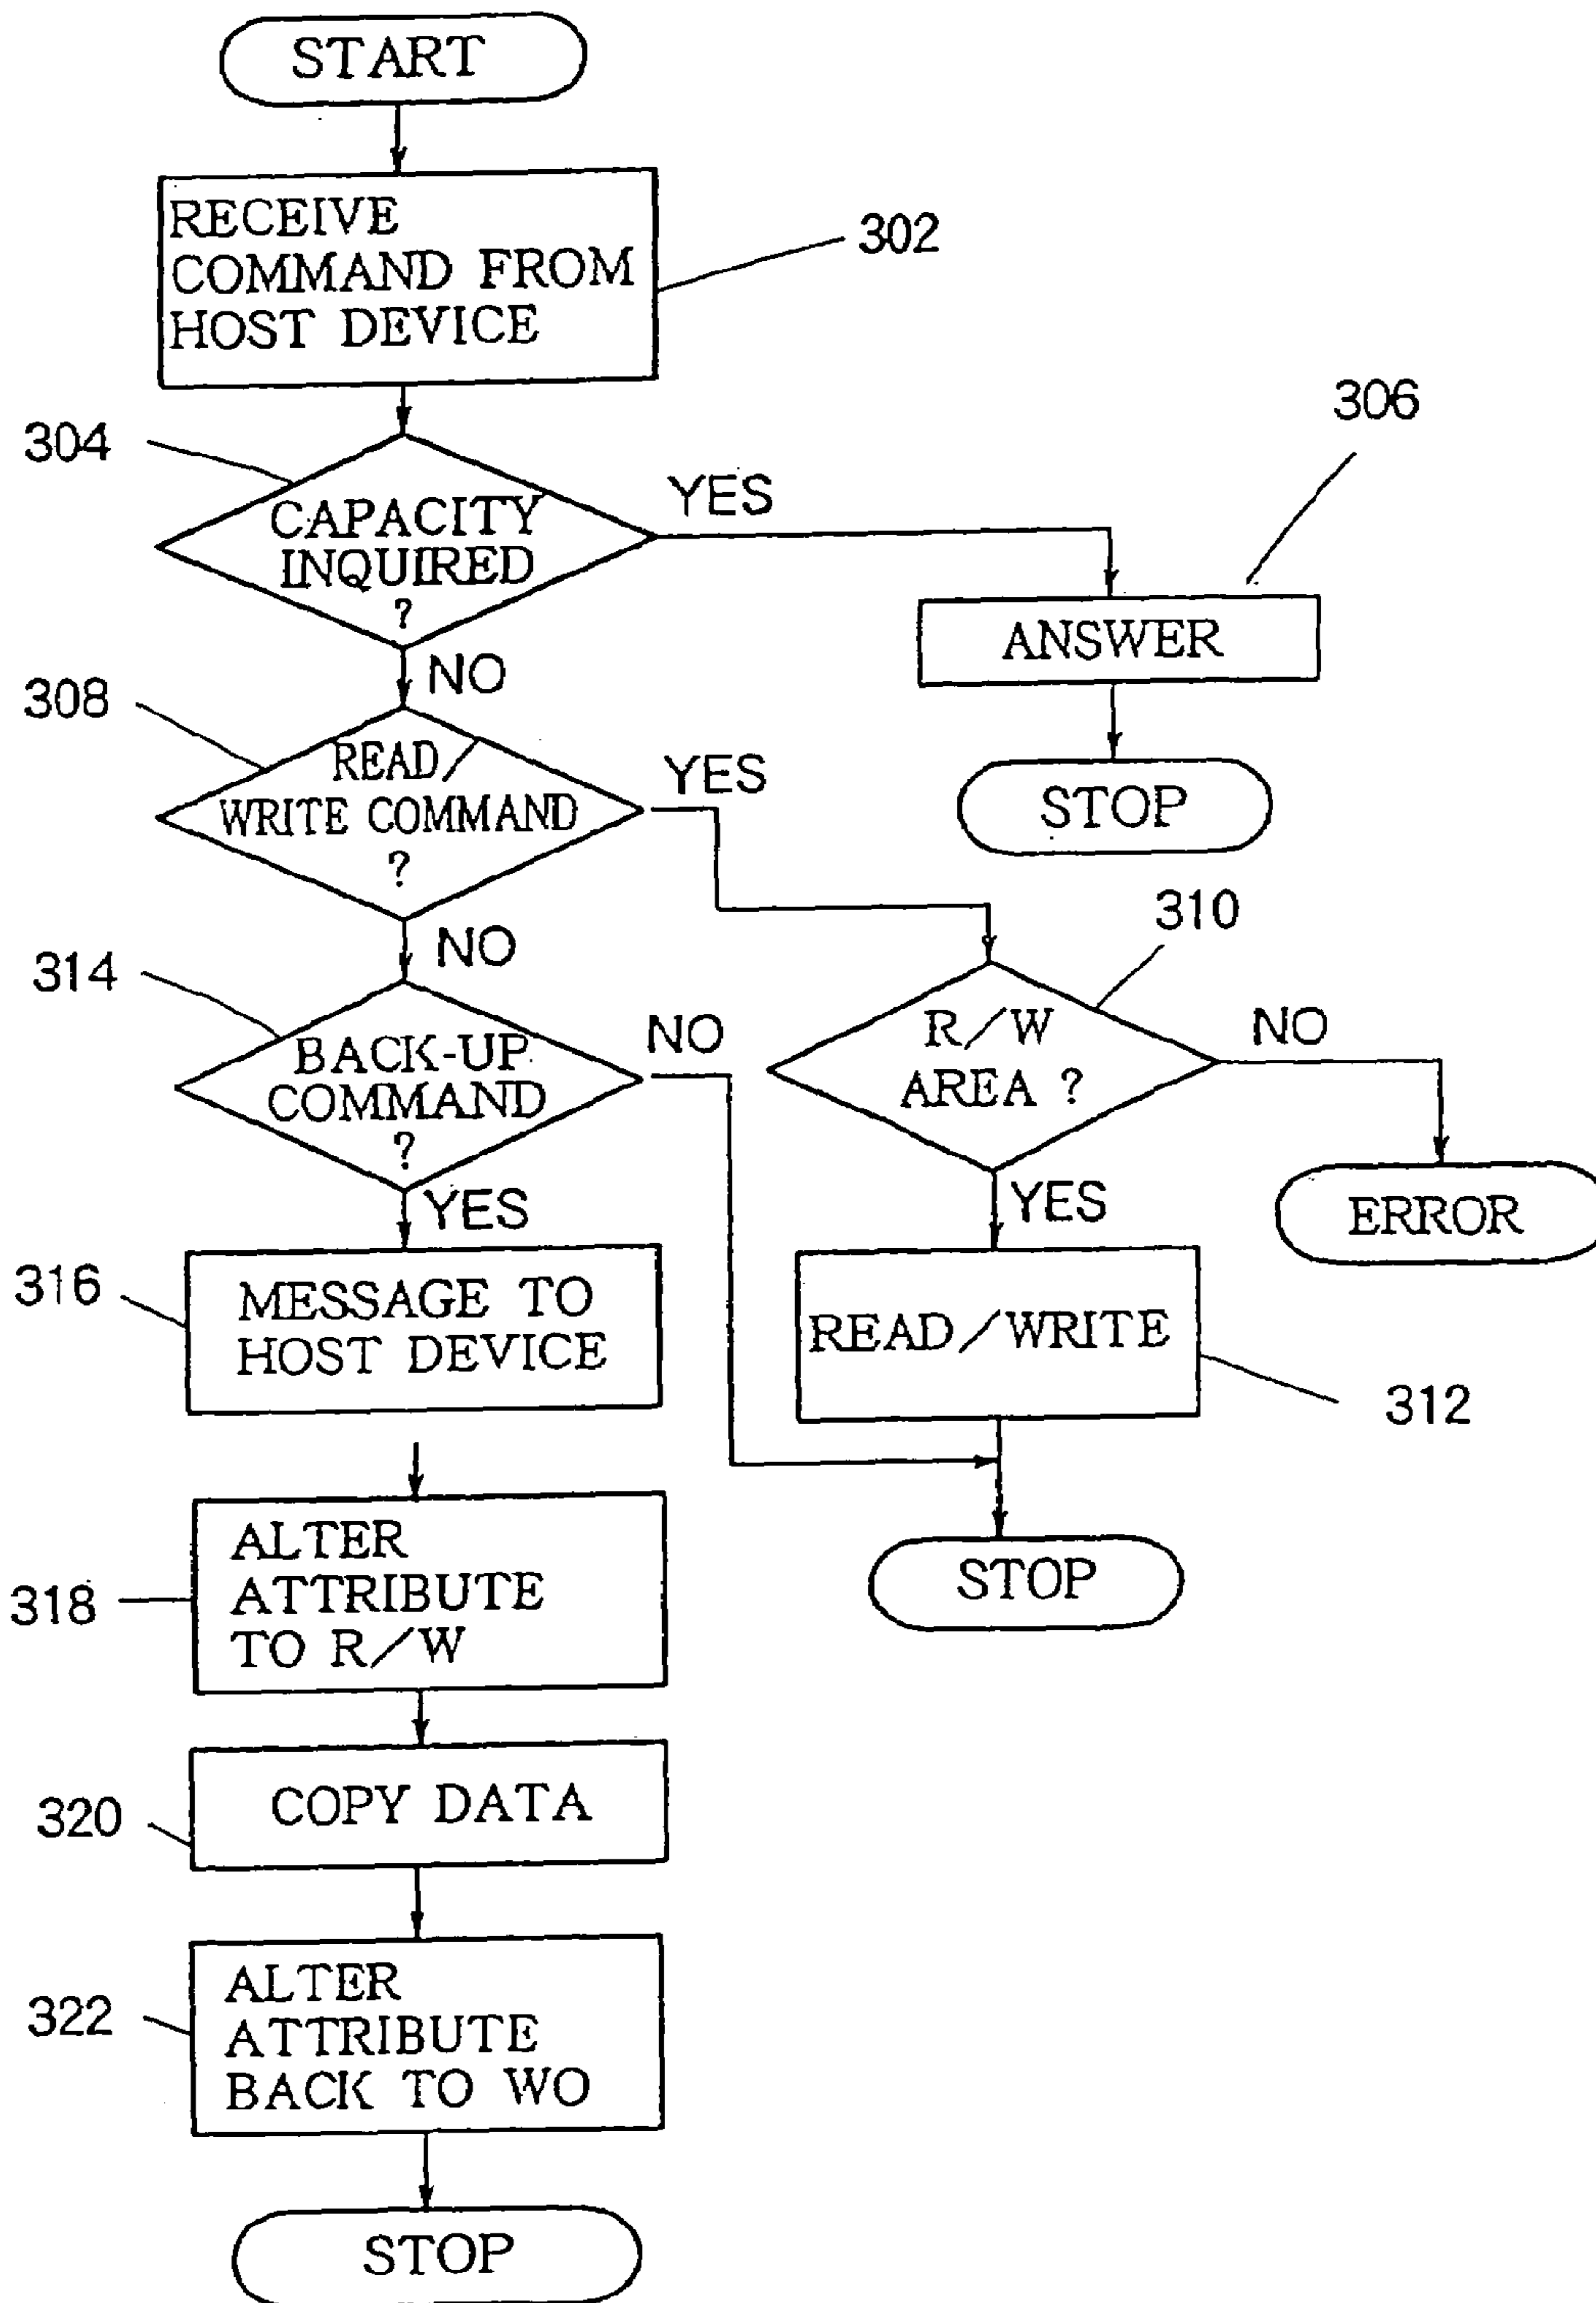 START
RECEIVE
COMMAND FROM
HOST DEVICE
302
304
CAPACITY
INQUIRED
?
YES
306
ANSWER
STOP
NO
308
READ/
WRITE COMMAND
?
YES
310
R/W
AREA ?
NO
ERROR
YES
READ/WRITE
312
STOP
NO
314
BACK-UP
COMMAND
?
NO
YES
316
MESSAGE TO
HOST DEVICE
318
ALTER
ATTRIBUTE
TO R/W
320
COPY DATA
322
ALTER
ATTRIBUTE
BACK TO WO
STOP